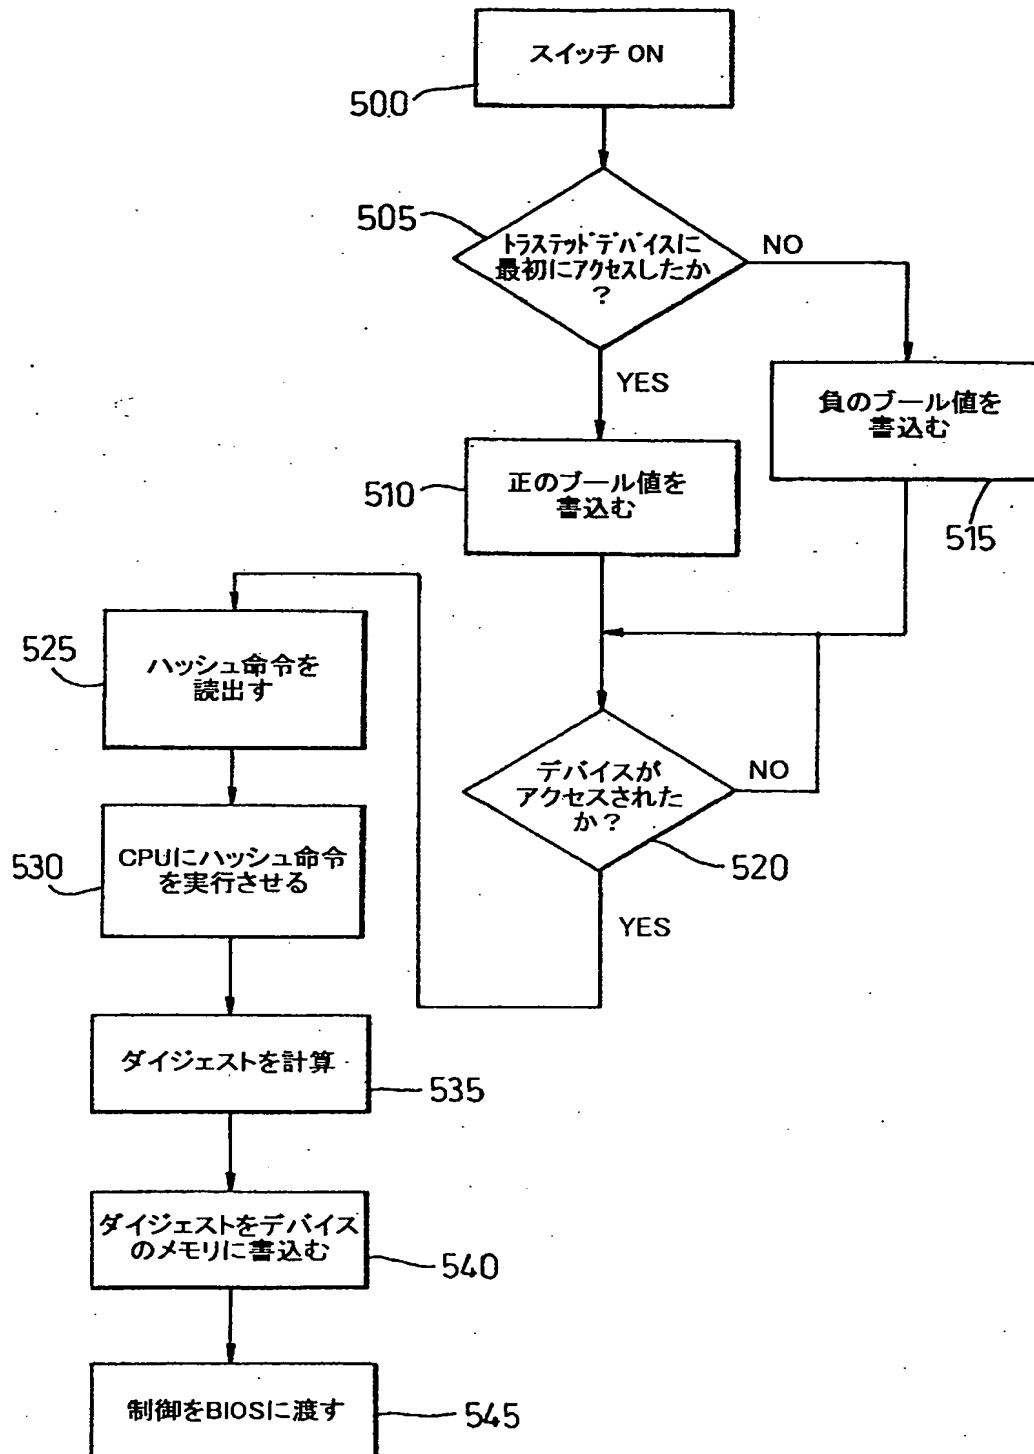 スイッチ ON
500
505
トラステッドデバイスに
最初にアクセスしたか
?
NO
YES
負のブール値を
書込む
515
510
正のブール値を
書込む
525
ハッシュ命令を
読出す
デバイスが
アクセスされた
か?
NO
520
YES
530
CPUにハッシュ命令
を実行させる
ダイジェストを計算
535
ダイジェストをデバイス
のメモリに書込む
540
制御をBIOSに渡す
545